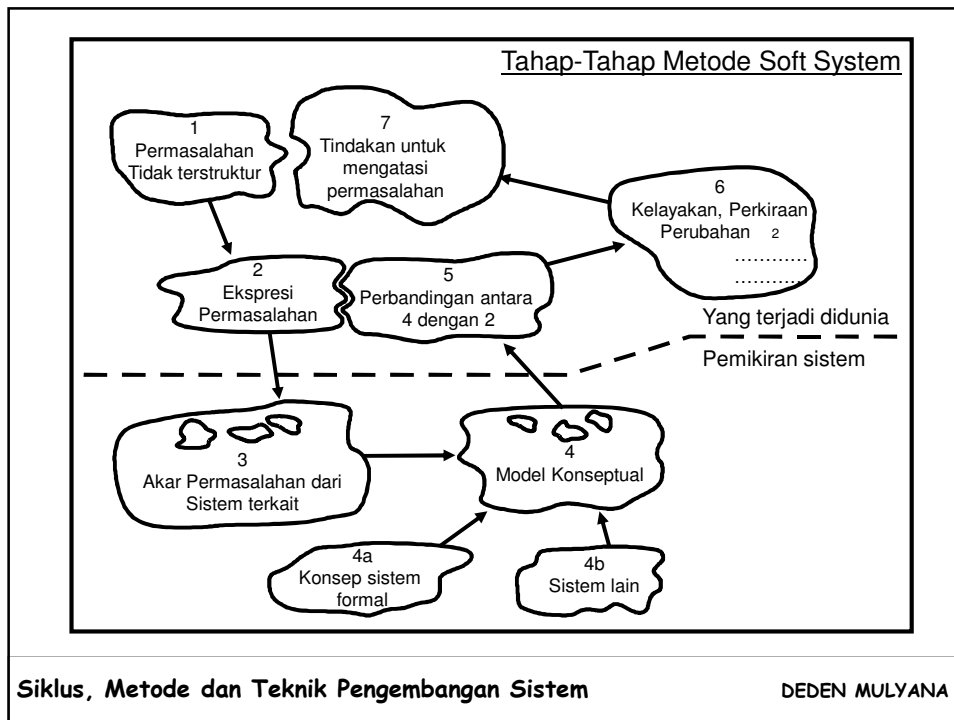 Tahap-Tahap Metode Soft System
1
Permasalahan
Tidak terstruktur
7
Tindakan untuk
mengatasi
permasalahan
6
Kelayakan, Perkiraan
Perubahan 2
............
............
2
Ekspresi
Permasalahan
5
Perbandingan antara
4 dengan 2
Yang terjadi didunia
Pemikiran sistem
3
Akar Permasalahan dari
Sistem terkait
4
Model Konseptual
4a
Konsep sistem
formal
4b
Sistem lain
Siklus, Metode dan Teknik Pengembangan Sistem
DEDEN MULYANA